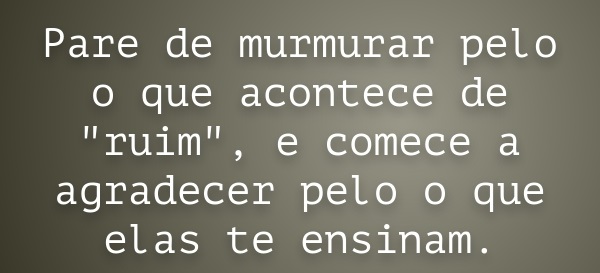 Pare de murmurar pelo
o que acontece de
"ruim", e comece a
agradecer pelo o que
elas te ensinam.